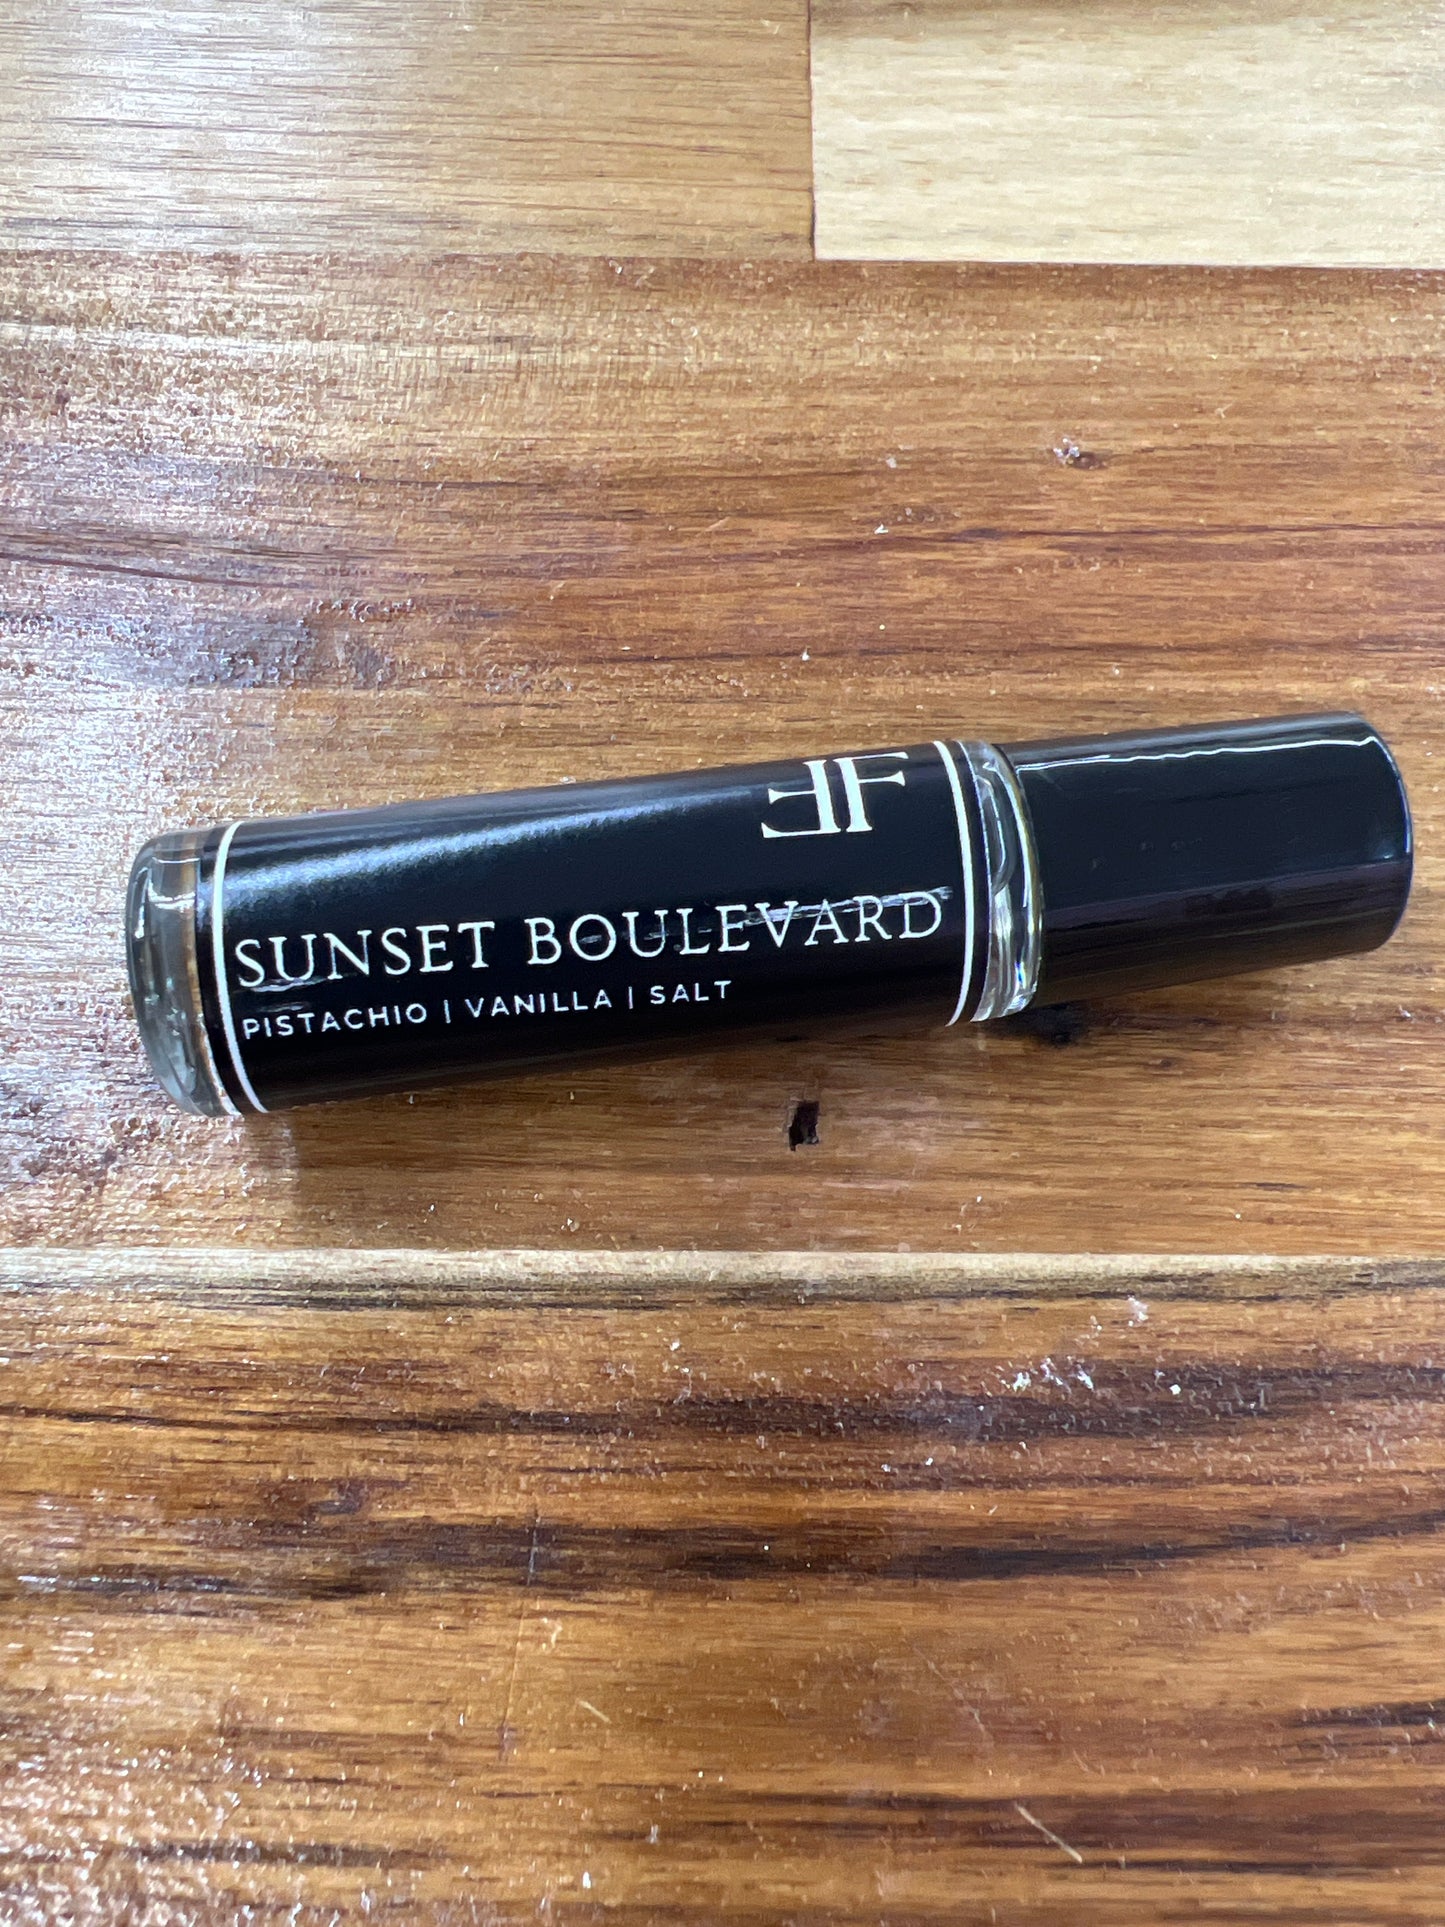 FF
SUNSET BOULEVARD
PISTACHIO | VANILLA | SALT